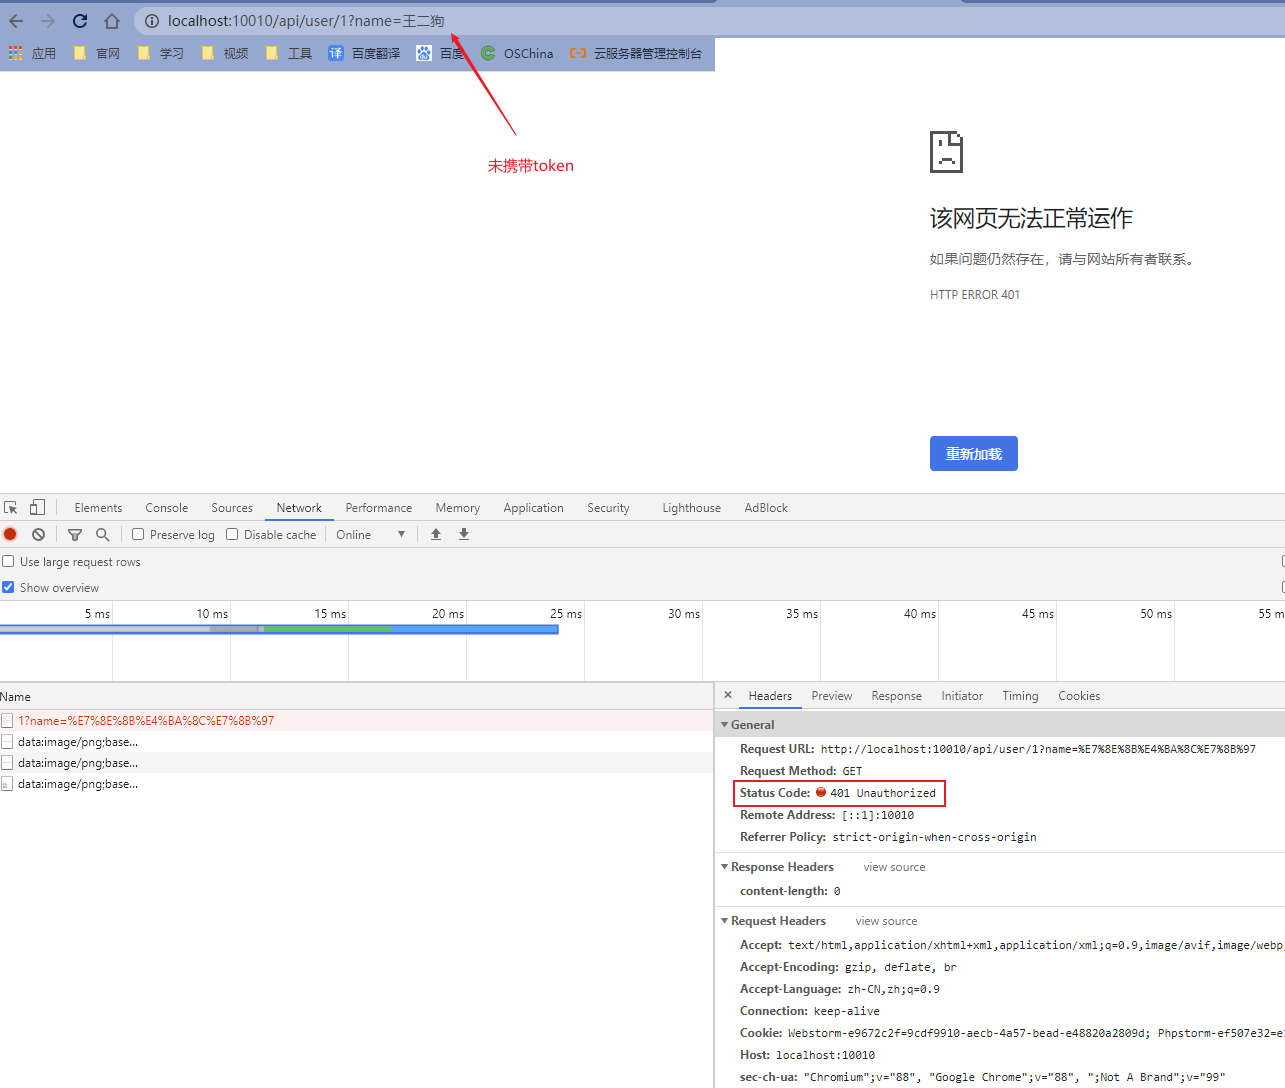 localhost:10010/api/user/1?name=王二狗
应用 官网 学习 视频 工具 译 百度翻译 百度 OSChina 云服务器管理控制台
未携带token
该网页无法正常运作
如果问题仍然存在，请与网站所有者联系。
HTTP ERROR 401
重新加载
Elements Console Sources Network Performance Memory Application Security Lighthouse AdBlock
Preserve log Disable cache Online
Use large request rows
Show overview
5 ms 10 ms 15 ms 20 ms 25 ms 30 ms 35 ms 40 ms 45 ms 50 ms 55 m
Name
1?name=%E7%8E%8B%E4%BA%8C%E7%8B%97
data:image/png;base...
data:image/png;base...
data:image/png;base...
× Headers Preview Response Initiator Timing Cookies
General
Request URL: http://localhost:10010/api/user/1?name=%E7%8E%8B%E4%BA%8C%E7%8B%97
Request Method: GET
Status Code: 401 Unauthorized
Remote Address: [::1]:10010
Referrer Policy: strict-origin-when-cross-origin
Response Headers view source
content-length: 0
Request Headers view source
Accept: text/html,application/xhtml+xml,application/xml;q=0.9,image/avif,image/webp,
Accept-Encoding: gzip, deflate, br
Accept-Language: zh-CN,zh;q=0.9
Connection: keep-alive
Cookie: Webstorm-e9672c2f=9cdf9910-aecb-4a57-bead-e48820a2809d; Phpstorm-ef507e32=e
Host: localhost:10010
sec-ch-ua: "Chromium";v="88", "Google Chrome";v="88", ";Not A Brand";v="99"